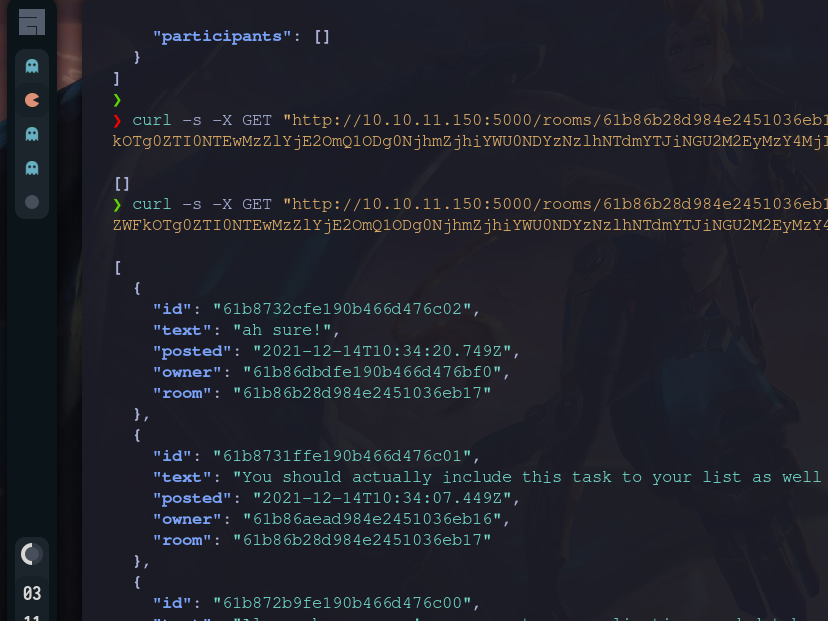 "participants": []
}
]
❯
❯ curl -s -X GET "http://10.10.11.150:5000/rooms/61b86b28d984e2451036eb1
kOTg0ZTI0NTEwMzZlYjE2OmQ1ODg0NjhmZjhiYWU0NDYzNzlhNTdmYTJiNGU2M2EyMzY4MjI
[]
❯ curl -s -X GET "http://10.10.11.150:5000/rooms/61b86b28d984e2451036eb1
ZWFkOTg0ZTI0NTEwMzZlYjE2OmQ1ODg0NjhmZjhiYWU0NDYzNzlhNTdmYTJiNGU2M2EyMzY4
[
{
"id": "61b8732cfe190b466d476c02",
"text": "ah sure!",
"posted": "2021-12-14T10:34:20.749Z",
"owner": "61b86dbdfe190b466d476bf0",
"room": "61b86b28d984e2451036eb17"
},
{
"id": "61b8731ffe190b466d476c01",
"text": "You should actually include this task to your list as well
"posted": "2021-12-14T10:34:07.449Z",
"owner": "61b86aead984e2451036eb16",
"room": "61b86b28d984e2451036eb17"
},
{
"id": "61b872b9fe190b466d476c00",
03